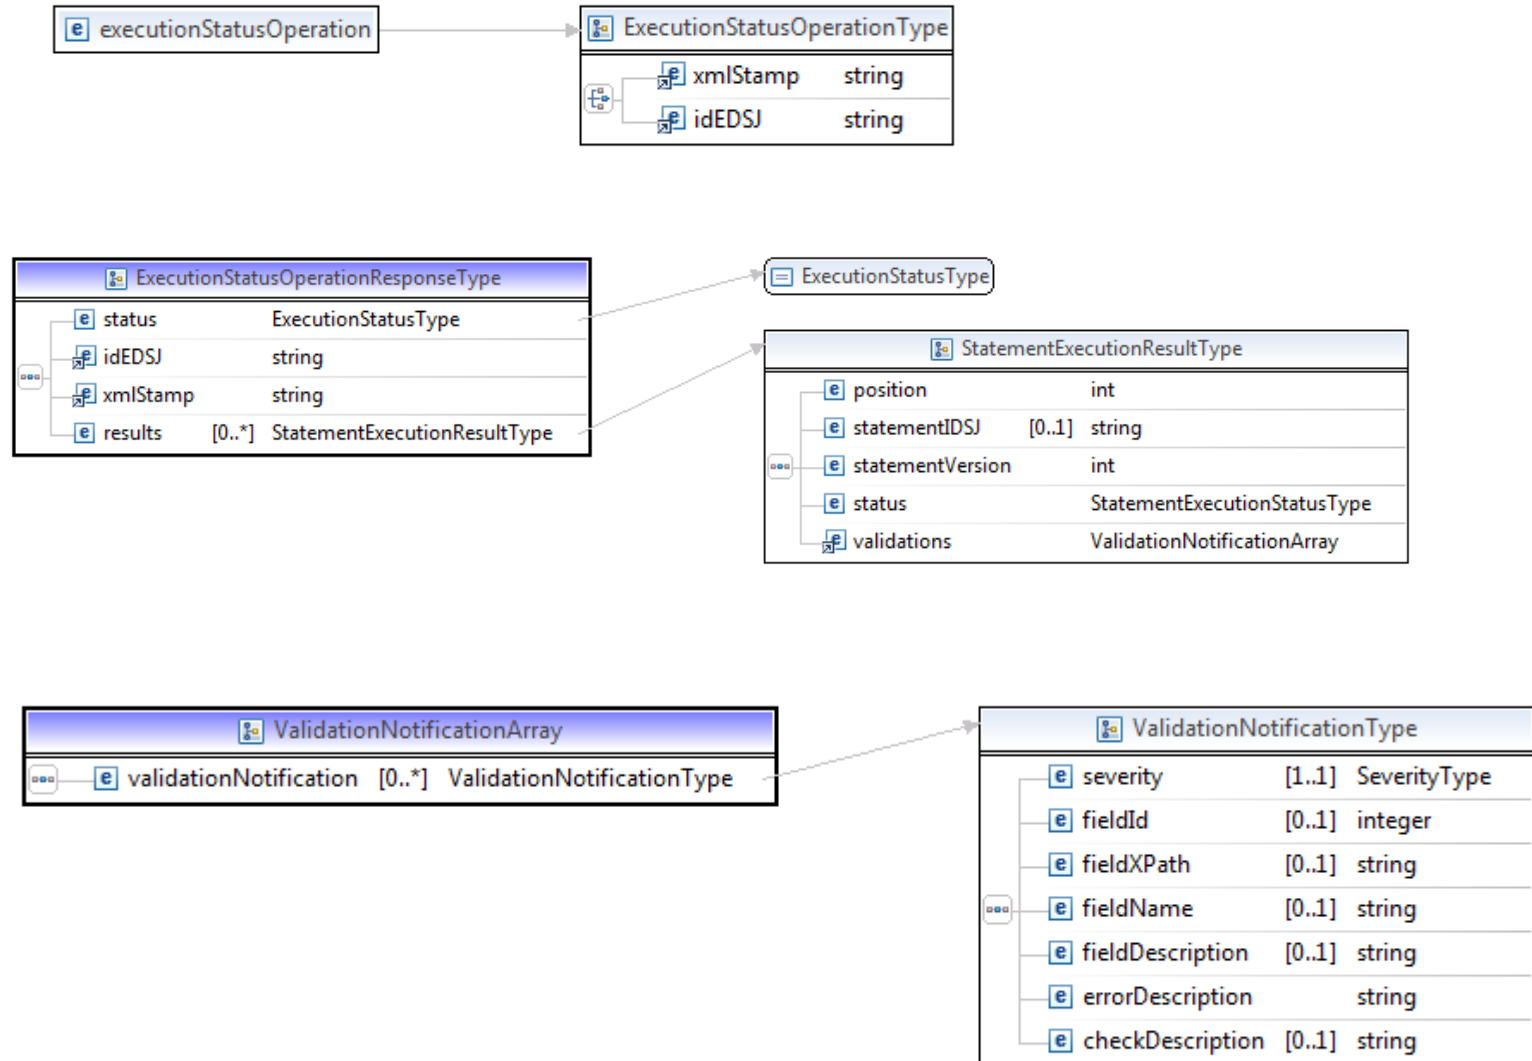 executionStatusOperation
ExecutionStatusOperationType
xmlStamp string
idEDSJ string
ExecutionStatusOperationResponseType
status ExecutionStatusType
idEDSJ string
xmlStamp string
results [0..*] StatementExecutionResultType
ExecutionStatusType
StatementExecutionResultType
position int
statementIDSJ [0..1] string
statementVersion int
status StatementExecutionStatusType
validations ValidationNotificationArray
ValidationNotificationArray
validationNotification [0..*] ValidationNotificationType
ValidationNotificationType
severity [1..1] SeverityType
fieldId [0..1] integer
fieldXPath [0..1] string
fieldName [0..1] string
fieldDescription [0..1] string
errorDescription string
checkDescription [0..1] string